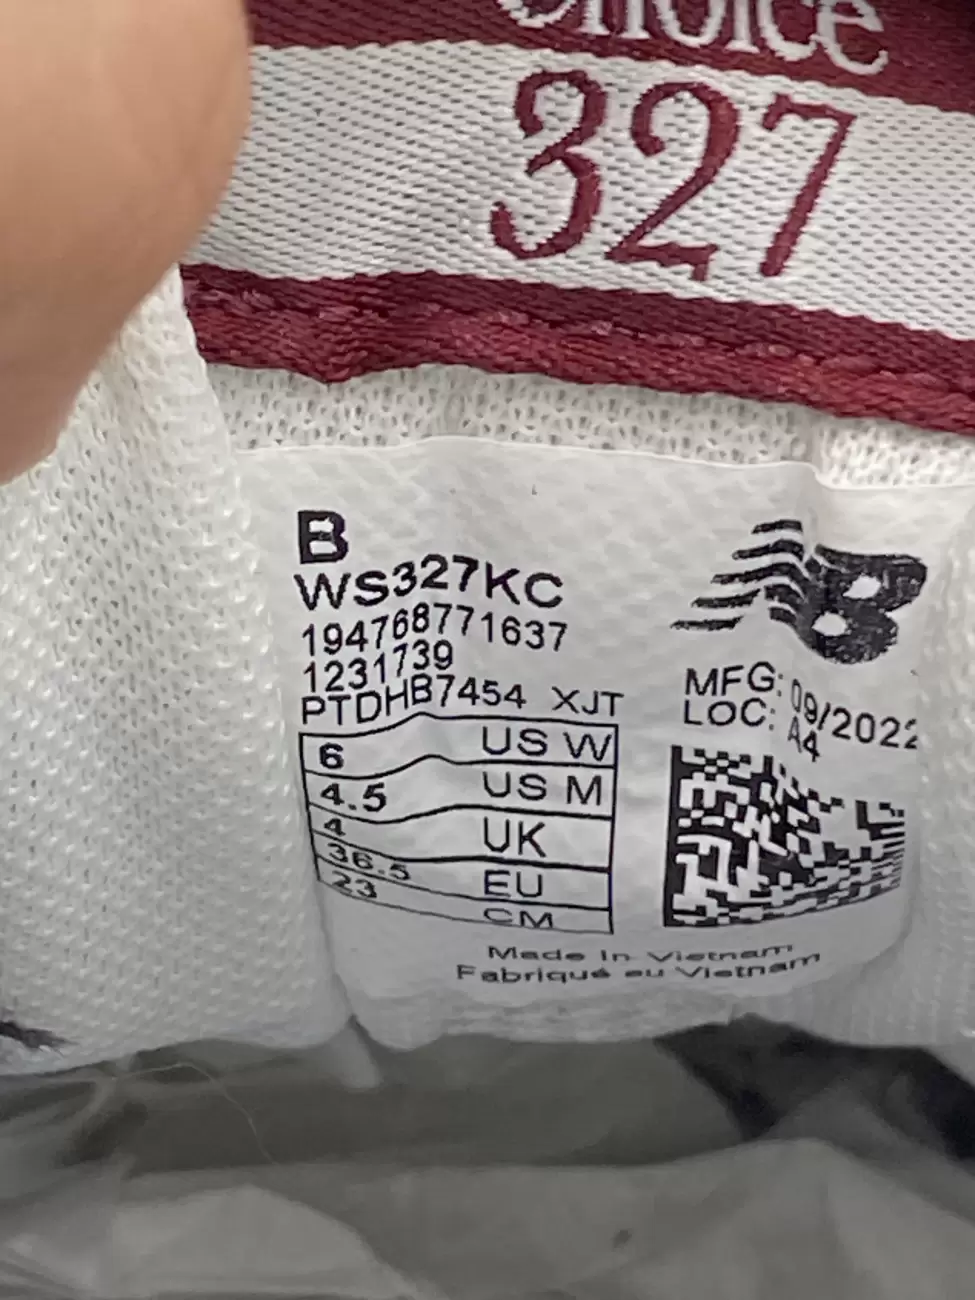 Choice
327
B
WS327KC
194768771637
1231739
PTDHB7454 XJT
6 US W
4.5 US M
4 UK
36.5 EU
23 CM
MFG: 09/2022
LOC: A4
Made In Vietnam
Fabriqué au Vietnam